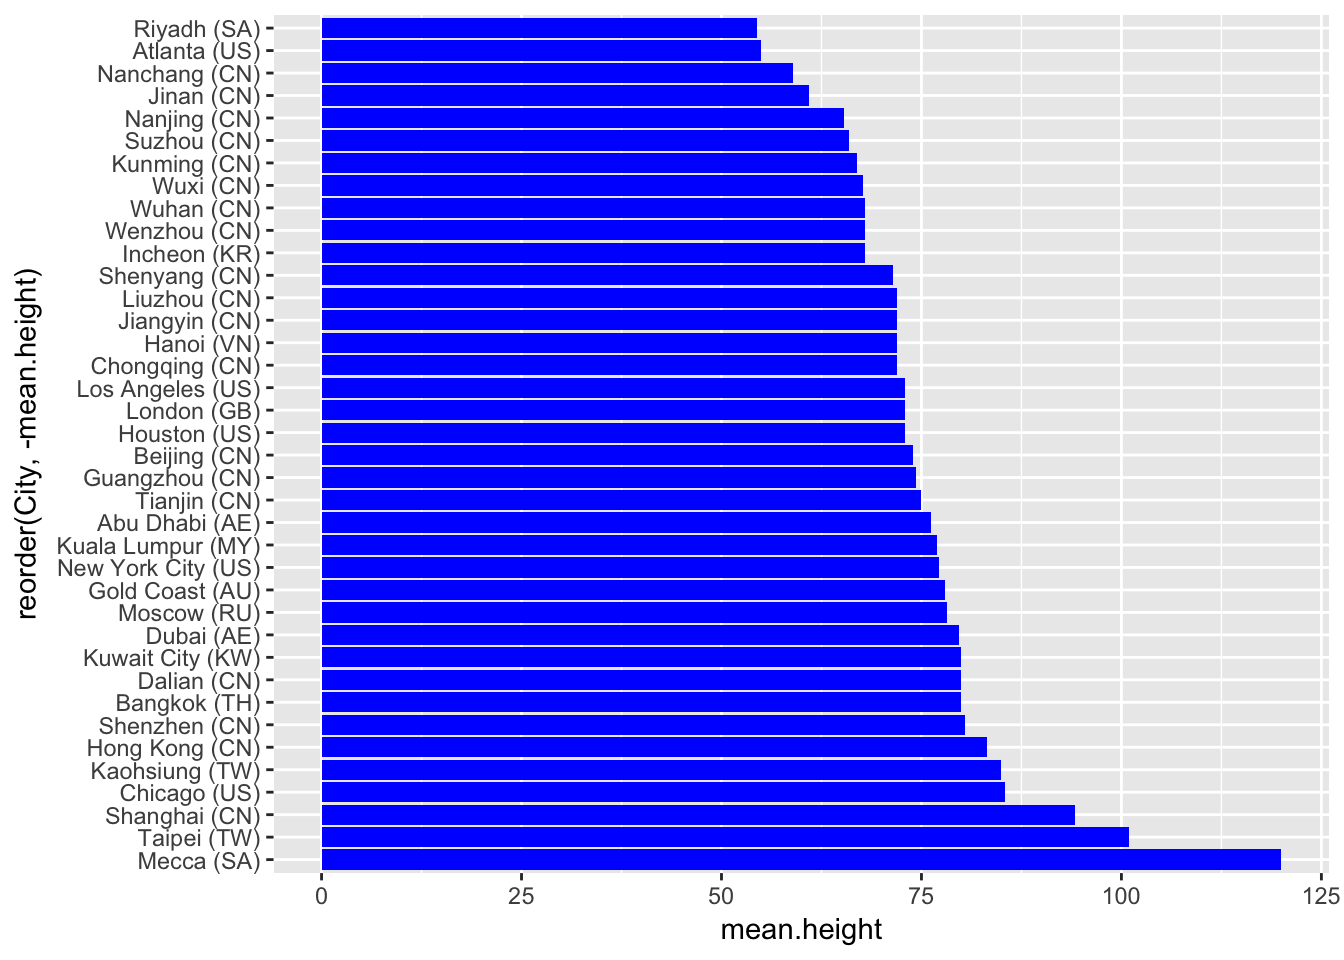 Riyadh (SA)
Atlanta (US)
Nanchang (CN)
Jinan (CN)
Nanjing (CN)
Suzhou (CN)
Kunming (CN)
Wuxi (CN)
Wuhan (CN)
Wenzhou (CN)
Incheon (KR)
Shenyang (CN)
Liuzhou (CN)
Jiangyin (CN)
Hanoi (VN)
Chongqing (CN)
Los Angeles (US)
London (GB)
Houston (US)
Beijing (CN)
Guangzhou (CN)
Tianjin (CN)
Abu Dhabi (AE)
Kuala Lumpur (MY)
New York City (US
Gold Coast (AU)
Moscow (RU)
Dubai (AE)
Kuwait City (KW)
Dalian (CN)
Bangkok (TH)
Shenzhen (CN)
Hong Kong (CN)
Kaohsiung (TW)
Chicago (US)
Shanghai (CN)
Taipei (TW)
Mecca (SA)
reorder(City, -mean.height)
0 25 50 75 100 125
mean.height